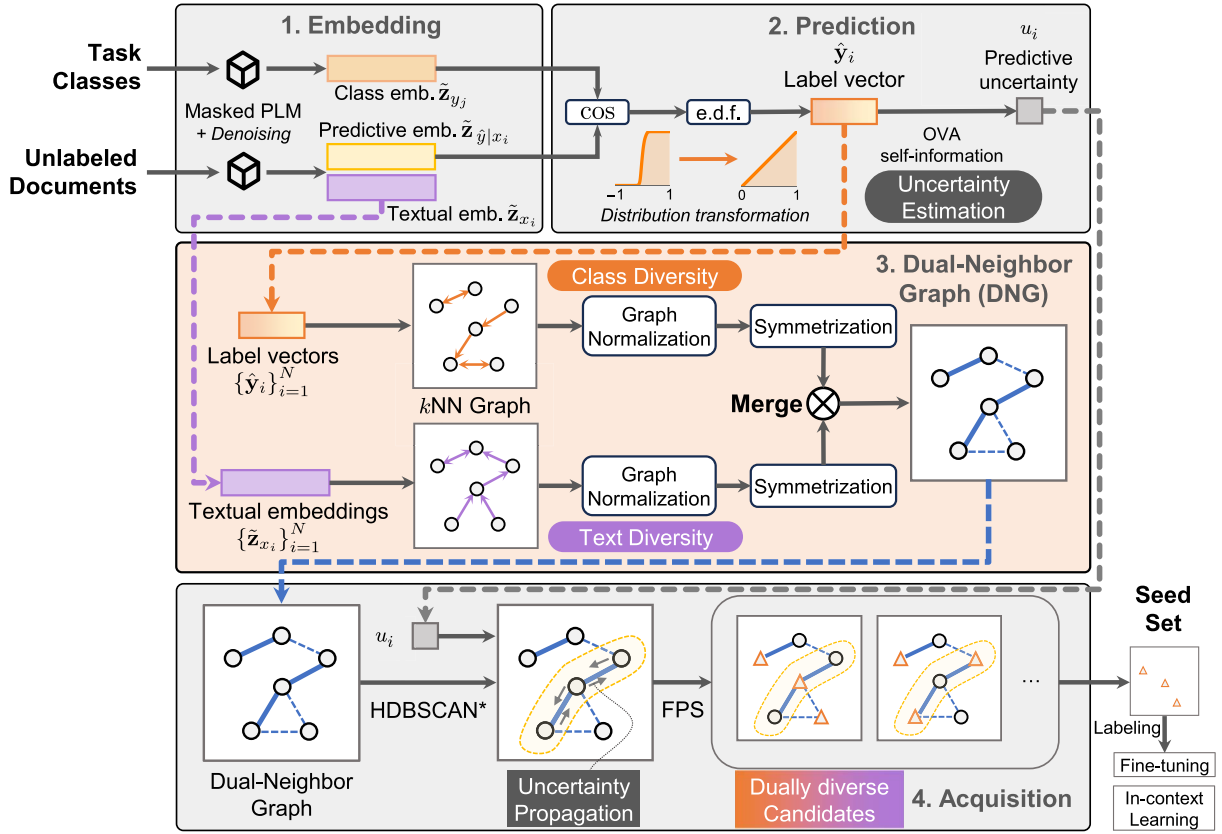 1. Embedding
Task
Classes
Class emb. z̃_{y_j}
Masked PLM
+ Denoising
Predictive emb. z̃_{ŷ|x_i}
Unlabeled
Documents
Textual emb. z̃_{x_i}
2. Prediction
ŷ_i
Label vector
u_i
Predictive
uncertainty
cos
e.d.f.
OVA
self-information
−1
1
0
1
Distribution transformation
Uncertainty
Estimation
3. Dual-Neighbor
Graph (DNG)
Class Diversity
Label vectors
{ŷ_i}_{i=1}^N
kNN Graph
Graph
Normalization
Symmetrization
Merge
Textual embeddings
{z̃_{x_i}}_{i=1}^N
Graph
Normalization
Symmetrization
Text Diversity
u_i
HDBSCAN*
FPS
...
Dual-Neighbor
Graph
Uncertainty
Propagation
Dually diverse
Candidates
4. Acquisition
Seed
Set
Labeling
Fine-tuning
In-context
Learning